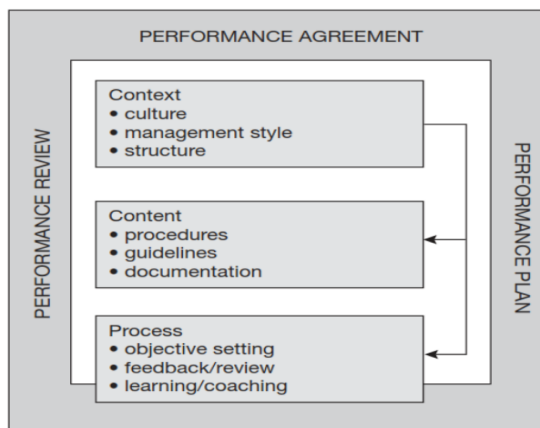 PERFORMANCE AGREEMENT
PERFORMANCE REVIEW
Context
• culture
• management style
• structure
Content
• procedures
• guidelines
• documentation
Process
• objective setting
• feedback/review
• learning/coaching
PERFORMANCE PLAN